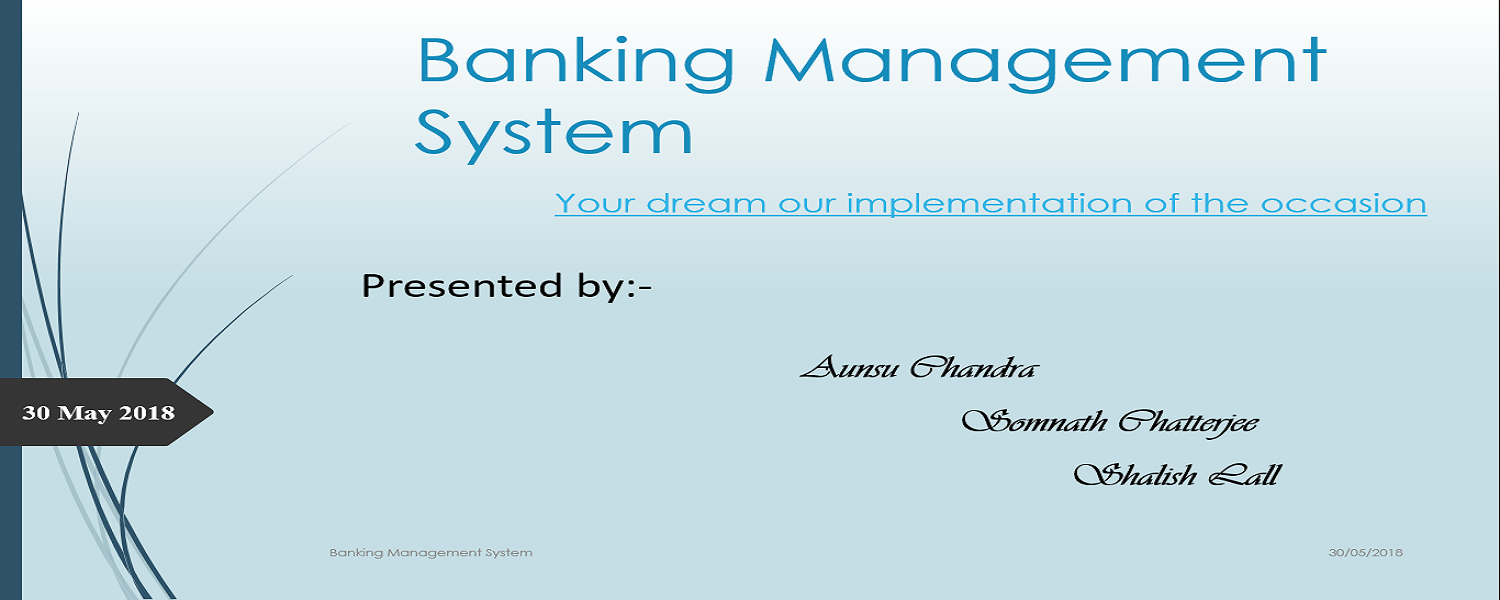 Banking Management
System
Your dream our implementation of the occasion
Presented by:-
Aunsu Chandra
30 May 2018
Somnath Chatterjee
Shalish Lall
Banking Management System
30/05/2018